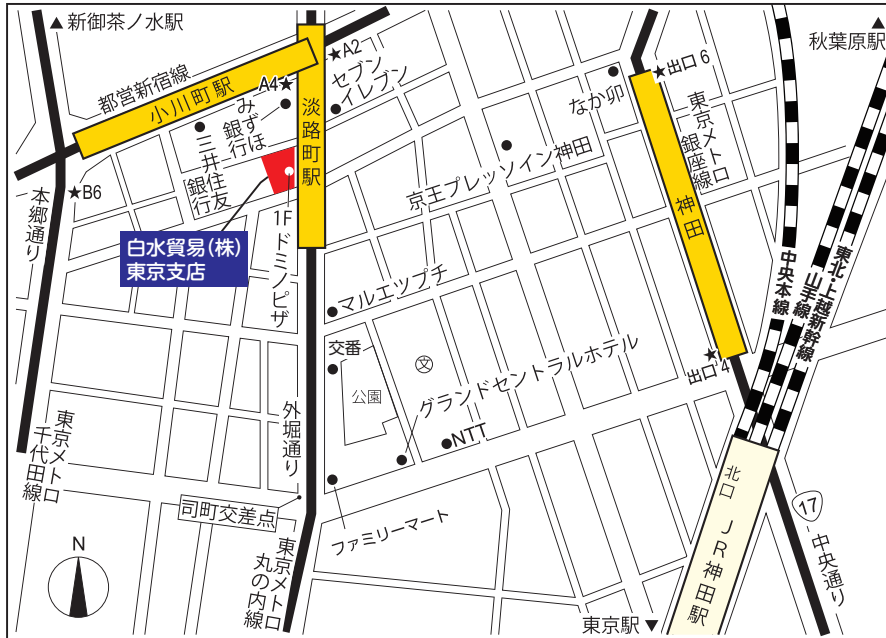 ▲新御茶ノ水駅
秋葉原駅▲
都営新宿線
小川町駅
★A2
A4★
セブン
イレブン
みずほ
銀行
三井住友
銀行
淡路町駅
★出口6
なか卯
東京メトロ
銀座線
京王プレッソイン神田
神田
★B6
本郷通り
白水貿易(株)
東京支店
1Fドミノピザ
マルエツプチ
交番
公園
文
グランドセントラルホテル
NTT
★
出口4
中央本線
山手線
東北・上越新幹線
外堀通り
東京メトロ
千代田線
司町交差点
ファミリーマート
東京メトロ
丸の内線
N
北口
JR神田駅
17
中央通り
東京駅▼